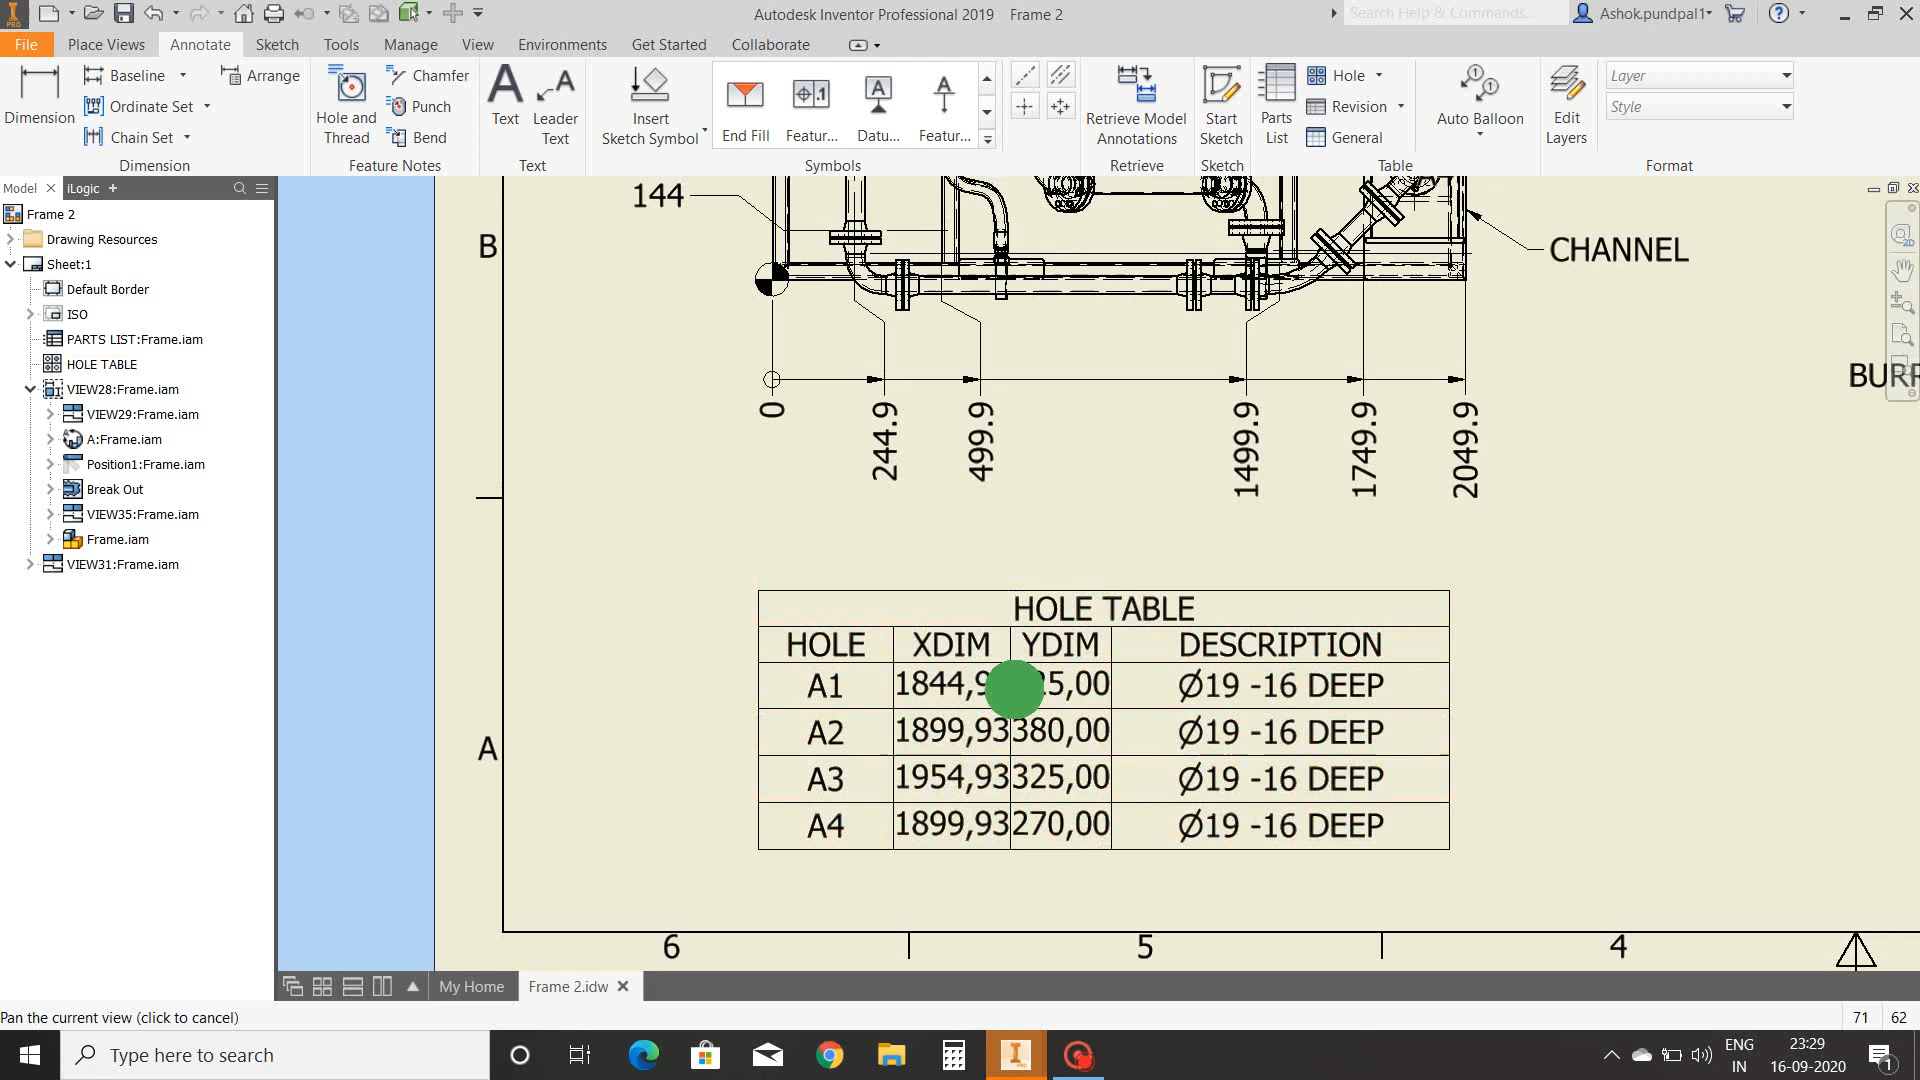 Autodesk Inventor Professional 2019 Frame 2
Search Help & Commands...
Ashok.pundpal1
File Place Views Annotate Sketch Tools Manage View Environments Get Started Collaborate
Dimension
Baseline
Ordinate Set
Chain Set
Arrange
Dimension
Hole and Thread
Chamfer
Punch
Bend
Feature Notes
Text
Leader Text
Text
Insert Sketch Symbol
End Fill
Featur...
Datu...
Featur...
Symbols
Retrieve Model Annotations
Retrieve
Start Sketch
Sketch
Parts List
Hole
Revision
General
Auto Balloon
Table
Edit Layers
Layer
Style
Format
Model iLogic
Frame 2
Drawing Resources
Sheet:1
Default Border
ISO
PARTS LIST:Frame.iam
HOLE TABLE
VIEW28:Frame.iam
VIEW29:Frame.iam
A:Frame.iam
Position1:Frame.iam
Break Out
VIEW35:Frame.iam
Frame.iam
VIEW31:Frame.iam
144
B
CHANNEL
0 244.9 499.9 1499.9 1749.9 2049.9
HOLE TABLE
HOLE XDIM YDIM DESCRIPTION
A1 Ø19 -16 DEEP
A2 1899,93 380,00 Ø19 -16 DEEP
A3 1954,93 325,00 Ø19 -16 DEEP
A4 1899,93 270,00 Ø19 -16 DEEP
A
6 5 4
My Home Frame 2.idw
Pan the current view (click to cancel)
71 62
Type here to search
ENG
IN
23:29
16-09-2020
1